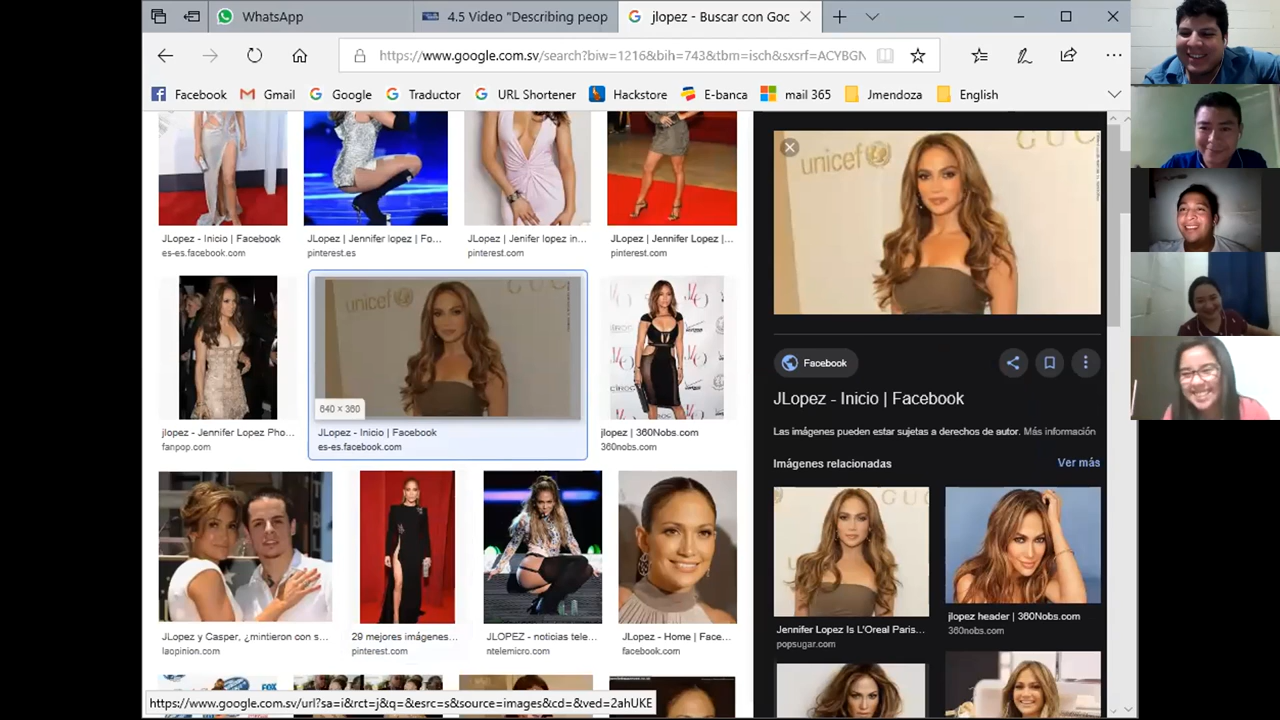 WhatsApp
4.5 Video "Describing peop
jlopez - Buscar con Goo
https://www.google.com.sv/search?biw=1216&bih=743&tbm=isch&sxsrf=ACYBGN
Facebook
Gmail
Google
Traductor
URL Shortener
Hackstore
E-banca
mail 365
Jmendoza
English
JLopez - Inicio | Facebook
es-es.facebook.com
JLopez | Jennifer lopez | Fo...
pinterest.es
JLopez | Jenifer lopez in...
pinterest.com
JLopez | Jennifer Lopez |...
pinterest.com
unicef
GUC
640 × 360
jlopez - Jennifer Lopez Pho...
fanpop.com
JLopez - Inicio | Facebook
es-es.facebook.com
jlopez | 360Nobs.com
360nobs.com
JLopez y Casper, ¿mintieron con s...
laopinion.com
29 mejores imágenes...
pinterest.com
JLOPEZ - noticias tele...
ntelemicro.com
JLopez - Home | Face...
facebook.com
unicef
GUC
Facebook
JLopez - Inicio | Facebook
Las imágenes pueden estar sujetas a derechos de autor. Más información
Imágenes relacionadas
Ver más
Jennifer Lopez Is L'Oreal Paris...
popsugar.com
jlopez header | 360Nobs.com
360nobs.com
https://www.google.com.sv/url?sa=i&rct=j&q=&esrc=s&source=images&cd=&ved=2ahUKE